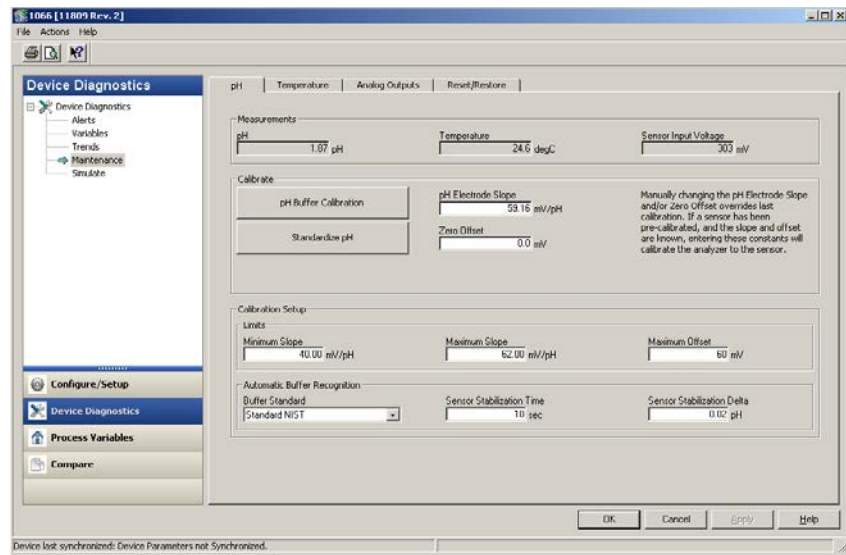 1066 [11809 Rev. 2]
File Actions Help
Device Diagnostics
Device Diagnostics
Alerts
Variables
Trends
Maintenance
Simulate
Configure/Setup
Device Diagnostics
Process Variables
Compare
pH Temperature Analog Outputs Reset/Restore
Measurements
pH Temperature Sensor Input Voltage
1.87 pH 24.6 degC 303 mV
Calibrate
pH Buffer Calibration
Standardize pH
pH Electrode Slope
59.16 mV/pH
Zero Offset
0.0 mV
Manually changing the pH Electrode Slope
and/or Zero Offset overrides last
calibration. If a sensor has been
pre-calibrated, and the slope and offset
are known, entering these constants will
calibrate the analyzer to the sensor.
Calibration Setup
Limits
Minimum Slope Maximum Slope Maximum Offset
40.00 mV/pH 62.00 mV/pH 60 mV
Automatic Buffer Recognition
Buffer Standard Sensor Stabilization Time Sensor Stabilization Delta
Standard NIST 10 sec 0.02 pH
OK Cancel Apply Help
Device last synchronized: Device Parameters not Synchronized.